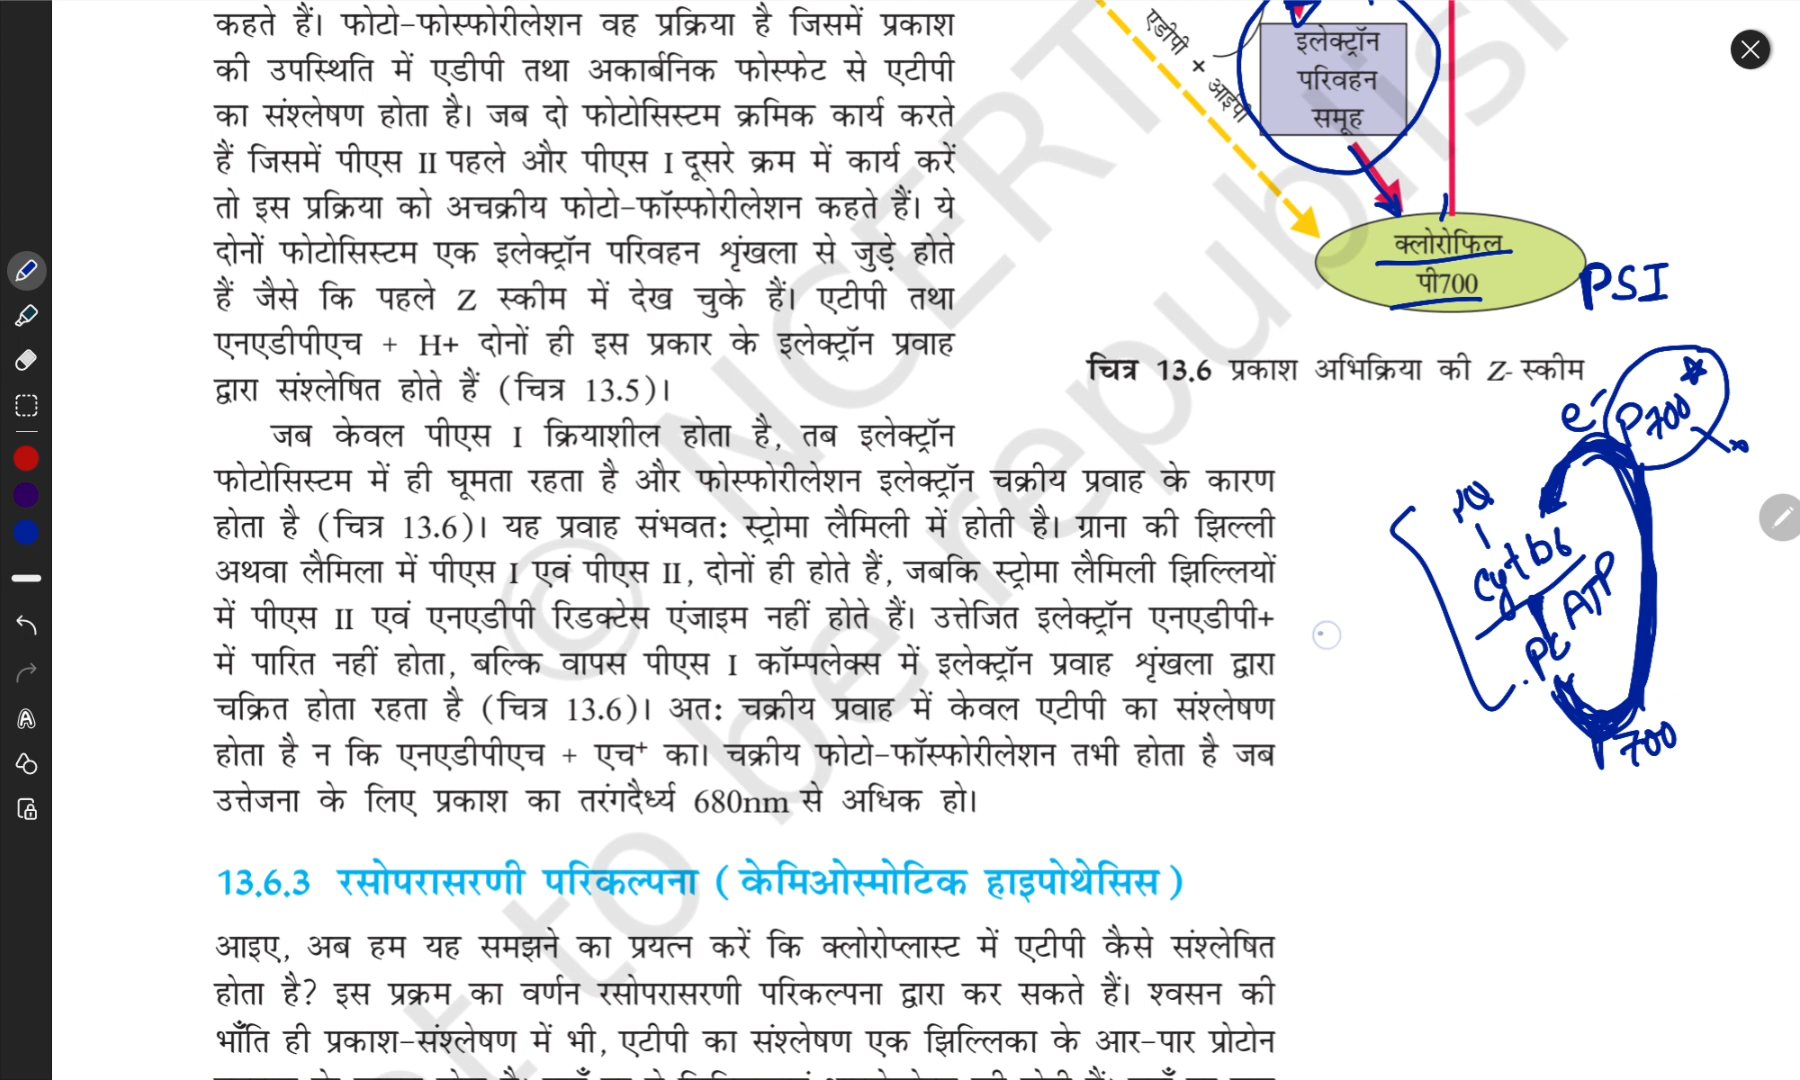 कहते हैं। फोटो-फोस्फोरीलेशन वह प्रक्रिया है जिसमें प्रकाश
की उपस्थिति में एडीपी तथा अकार्बनिक फोस्फेट से एटीपी
का संश्लेषण होता है। जब दो फोटोसिस्टम क्रमिक कार्य करते
हैं जिसमें पीएस II पहले और पीएस I दूसरे क्रम में कार्य करें
तो इस प्रक्रिया को अचक्रीय फोटो-फॉस्फोरीलेशन कहते हैं। ये
दोनों फोटोसिस्टम एक इलेक्ट्रॉन परिवहन शृंखला से जुड़े होते
हैं जैसे कि पहले Z स्कीम में देख चुके हैं। एटीपी तथा
एनएडीपीएच + H+ दोनों ही इस प्रकार के इलेक्ट्रॉन प्रवाह
द्वारा संश्लेषित होते हैं (चित्र 13.5)।
एडीपी + आईपी
इलेक्ट्रॉन
परिवहन
समूह
क्लोरोफिल
पी700
PSI
चित्र 13.6 प्रकाश अभिक्रिया की Z- स्कीम
जब केवल पीएस I क्रियाशील होता है, तब इलेक्ट्रॉन
फोटोसिस्टम में ही घूमता रहता है और फोस्फोरीलेशन इलेक्ट्रॉन चक्रीय प्रवाह के कारण
होता है (चित्र 13.6)। यह प्रवाह संभवत: स्ट्रोमा लैमिली में होती है। ग्राना की झिल्ली
अथवा लैमिला में पीएस I एवं पीएस II, दोनों ही होते हैं, जबकि स्ट्रोमा लैमिली झिल्लियों
में पीएस II एवं एनएडीपी रिडक्टेस एंजाइम नहीं होते हैं। उत्तेजित इलेक्ट्रॉन एनएडीपी+
में पारित नहीं होता, बल्कि वापस पीएस I कॉम्पलेक्स में इलेक्ट्रॉन प्रवाह शृंखला द्वारा
चक्रित होता रहता है (चित्र 13.6)। अत: चक्रीय प्रवाह में केवल एटीपी का संश्लेषण
होता है न कि एनएडीपीएच + एच⁺ का। चक्रीय फोटो-फॉस्फोरीलेशन तभी होता है जब
उत्तेजना के लिए प्रकाश का तरंगदैर्ध्य 680nm से अधिक हो।
e⁻ P700
PQ
cyt b6
ATP
PC
P700
13.6.3 रसोपरासरणी परिकल्पना (केमिओस्मोटिक हाइपोथेसिस)
आइए, अब हम यह समझने का प्रयत्न करें कि क्लोरोप्लास्ट में एटीपी कैसे संश्लेषित
होता है? इस प्रक्रम का वर्णन रसोपरासरणी परिकल्पना द्वारा कर सकते हैं। श्वसन की
भाँति ही प्रकाश-संश्लेषण में भी, एटीपी का संश्लेषण एक झिल्लिका के आर-पार प्रोटोन
© NCERT
not to be republish